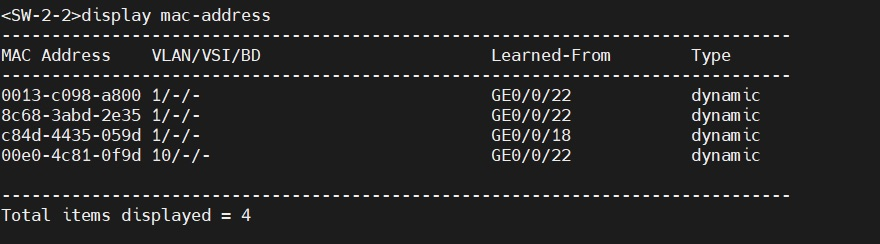 <SW-2-2>display mac-address
-------------------------------------------------------------------------------
MAC Address    VLAN/VSI/BD                       Learned-From        Type
-------------------------------------------------------------------------------
0013-c098-a800 1/-/-                             GE0/0/22            dynamic
8c68-3abd-2e35 1/-/-                             GE0/0/22            dynamic
c84d-4435-059d 1/-/-                             GE0/0/18            dynamic
00e0-4c81-0f9d 10/-/-                            GE0/0/22            dynamic
-------------------------------------------------------------------------------
Total items displayed = 4